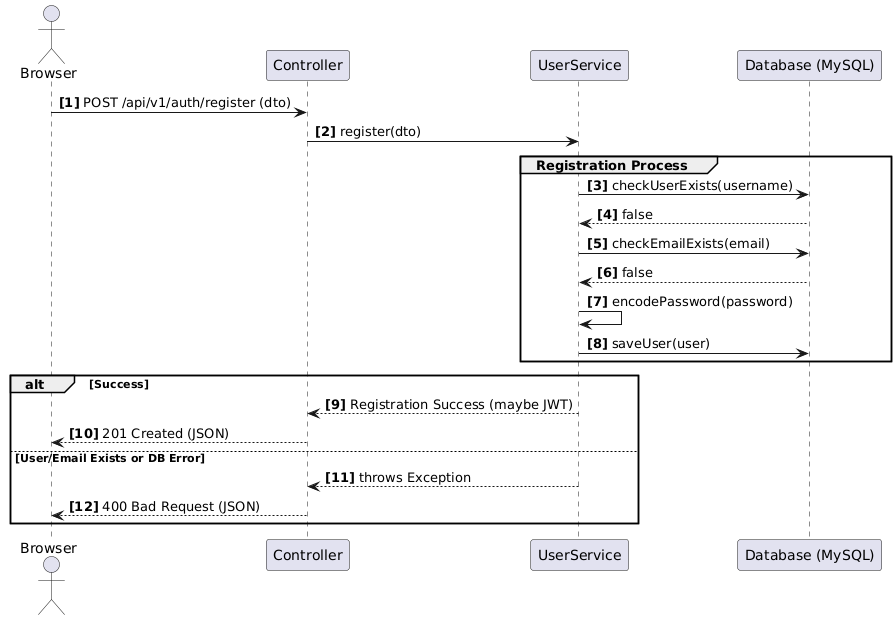 Browser
Controller
UserService
Database (MySQL)
[1] POST /api/v1/auth/register (dto)
[2] register(dto)
Registration Process
[3] checkUserExists(username)
[4] false
[5] checkEmailExists(email)
[6] false
[7] encodePassword(password)
[8] saveUser(user)
alt [Success]
[9] Registration Success (maybe JWT)
[10] 201 Created (JSON)
[User/Email Exists or DB Error]
[11] throws Exception
[12] 400 Bad Request (JSON)
Browser
Controller
UserService
Database (MySQL)